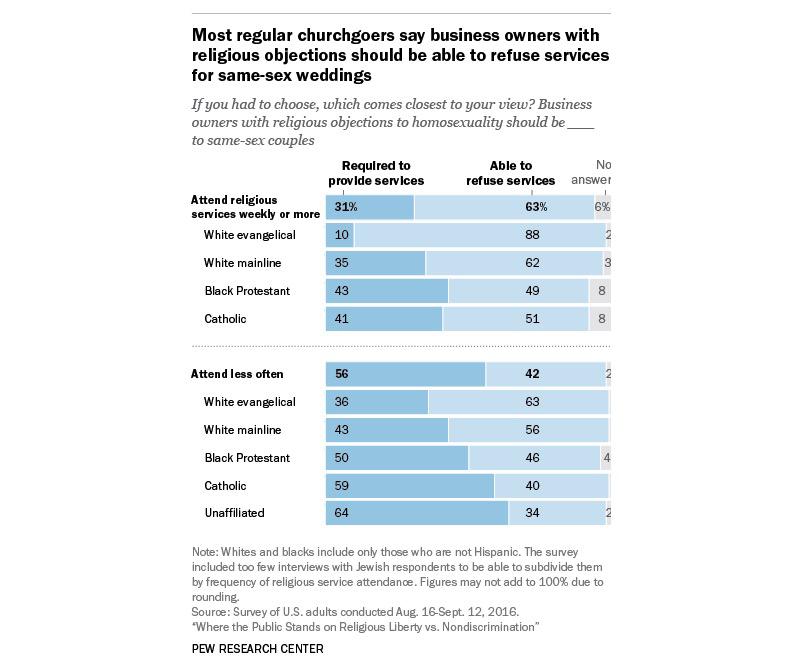 Most regular churchgoers say business owners with
religious objections should be able to refuse services
for same-sex weddings
If you had to choose, which comes closest to your view? Business
owners with religious objections to homosexuality should be ___
to same-sex couples
Required to provide services
Able to refuse services
No answer
Attend religious services weekly or more 31% 63% 6%
White evangelical 10 88 2
White mainline 35 62 3
Black Protestant 43 49 8
Catholic 41 51 8
Attend less often 56 42 2
White evangelical 36 63
White mainline 43 56
Black Protestant 50 46 4
Catholic 59 40
Unaffiliated 64 34 2
Note: Whites and blacks include only those who are not Hispanic. The survey
included too few interviews with Jewish respondents to be able to subdivide them
by frequency of religious service attendance. Figures may not add to 100% due to
rounding.
Source: Survey of U.S. adults conducted Aug. 16-Sept. 12, 2016.
“Where the Public Stands on Religious Liberty vs. Nondiscrimination”
PEW RESEARCH CENTER